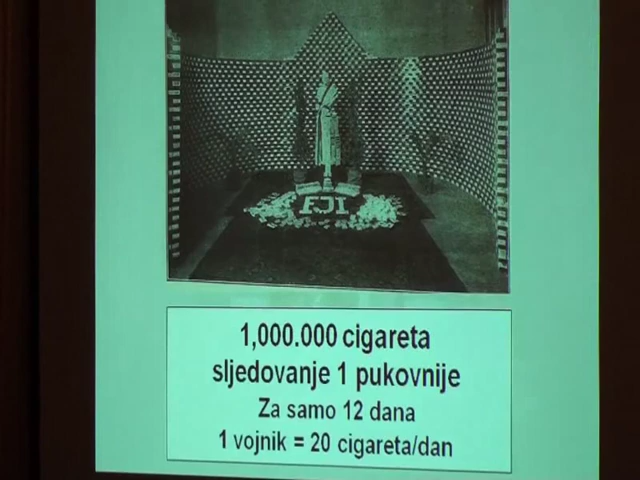 FJI
1,000.000 cigareta
sljedovanje 1 pukovnije
Za samo 12 dana
1 vojnik = 20 cigareta/dan